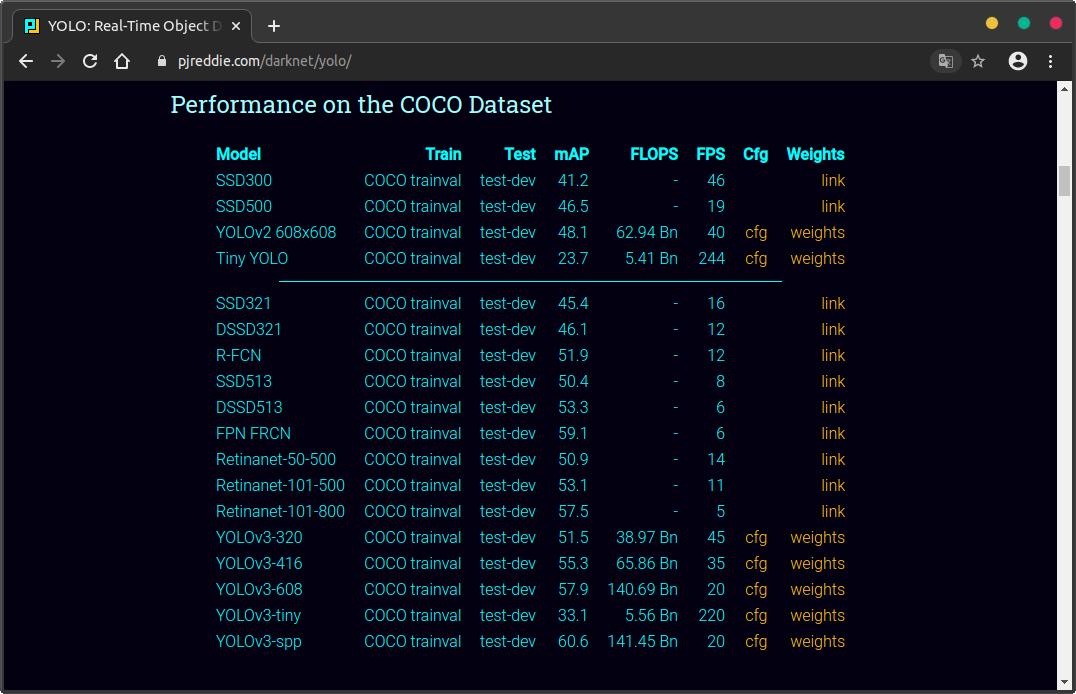 YOLO: Real-Time Object D
pjreddie.com/darknet/yolo/
Performance on the COCO Dataset
Model Train Test mAP FLOPS FPS Cfg Weights
SSD300 COCO trainval test-dev 41.2 - 46 link
SSD500 COCO trainval test-dev 46.5 - 19 link
YOLOv2 608x608 COCO trainval test-dev 48.1 62.94 Bn 40 cfg weights
Tiny YOLO COCO trainval test-dev 23.7 5.41 Bn 244 cfg weights
SSD321 COCO trainval test-dev 45.4 - 16 link
DSSD321 COCO trainval test-dev 46.1 - 12 link
R-FCN COCO trainval test-dev 51.9 - 12 link
SSD513 COCO trainval test-dev 50.4 - 8 link
DSSD513 COCO trainval test-dev 53.3 - 6 link
FPN FRCN COCO trainval test-dev 59.1 - 6 link
Retinanet-50-500 COCO trainval test-dev 50.9 - 14 link
Retinanet-101-500 COCO trainval test-dev 53.1 - 11 link
Retinanet-101-800 COCO trainval test-dev 57.5 - 5 link
YOLOv3-320 COCO trainval test-dev 51.5 38.97 Bn 45 cfg weights
YOLOv3-416 COCO trainval test-dev 55.3 65.86 Bn 35 cfg weights
YOLOv3-608 COCO trainval test-dev 57.9 140.69 Bn 20 cfg weights
YOLOv3-tiny COCO trainval test-dev 33.1 5.56 Bn 220 cfg weights
YOLOv3-spp COCO trainval test-dev 60.6 141.45 Bn 20 cfg weights